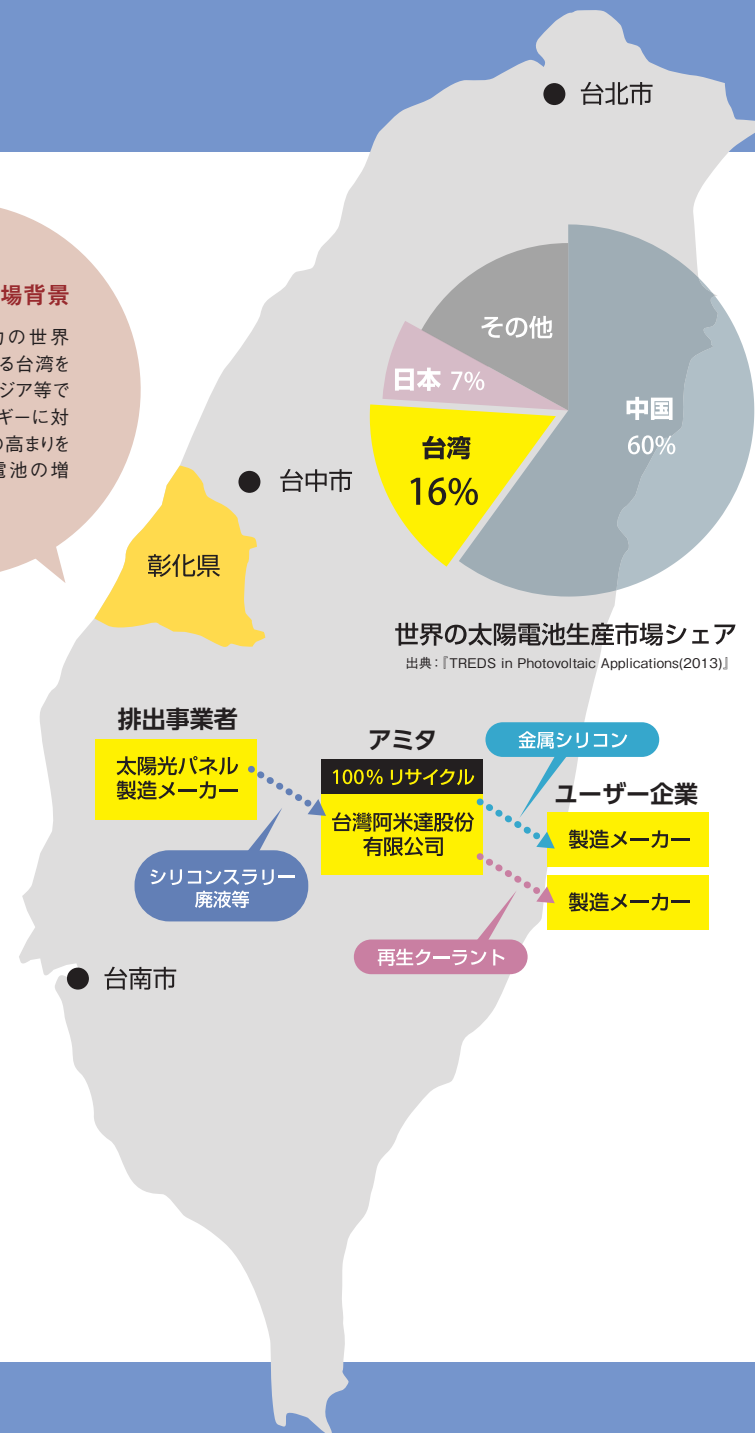 台北市
場背景
の世界
る台湾を
ジア等で
ギーに対
の高まりを
電池の増
その他
日本 7%
中国
60%
台湾
16%
台中市
彰化県
世界の太陽電池生産市場シェア
出典：『TREDS in Photovoltaic Applications(2013)』
排出事業者
太陽光パネル
製造メーカー
シリコンスラリー
廃液等
アミタ
100% リサイクル
台灣阿米達股份
有限公司
金属シリコン
ユーザー企業
製造メーカー
製造メーカー
再生クーラント
台南市